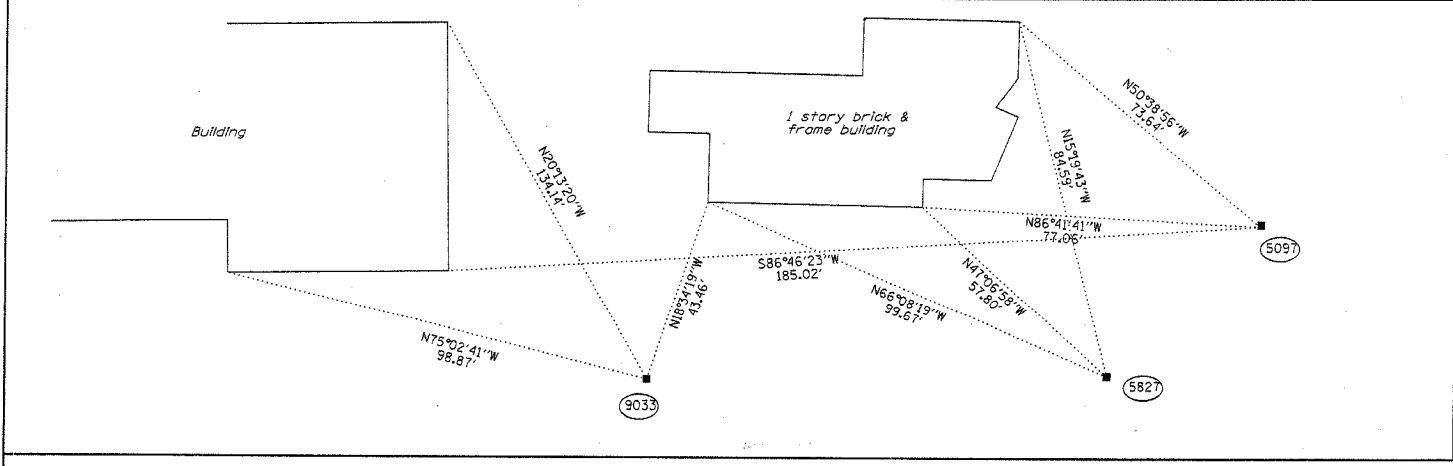 Building
1 story brick &
frame building
N20°13'20"W
134.14'
N50°38'56"W
73.64'
N15°19'43"W
84.59'
N86°41'41"W
77.06'
5097
S86°46'23"W
185.02'
N18°34'19"W
43.46'
N47°06'58"W
57.80'
N66°08'19"W
99.67'
N75°02'41"W
98.87'
9033
5827